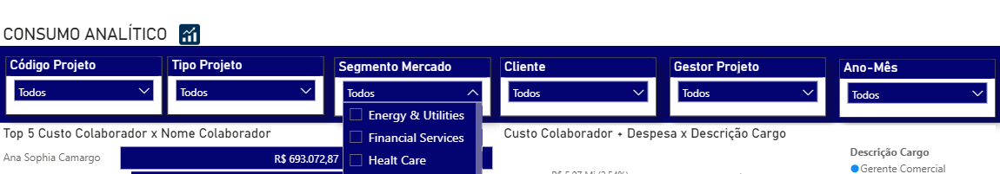 CONSUMO ANALÍTICO
Código Projeto
Tipo Projeto
Segmento Mercado
Cliente
Gestor Projeto
Ano-Mês
Todos
Todos
Todos
Todos
Todos
Todos
Energy & Utilities
Financial Services
Healt Care
Top 5 Custo Colaborador x Nome Colaborador
Ana Sophia Camargo
R$ 693.072,87
Custo Colaborador + Despesa x Descrição Cargo
Descrição Cargo
Gerente Comercial